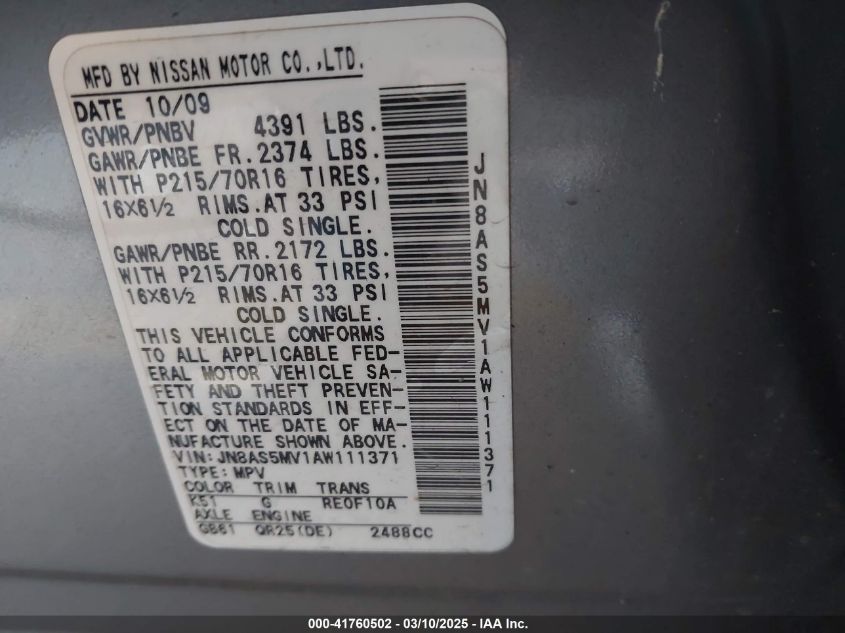 MFD BY NISSAN MOTOR CO.,LTD.
DATE 10/09
GVWR/PNBV 4391 LBS.
GAWR/PNBE FR.2374 LBS.
WITH P215/70R16 TIRES,
16X6½ RIMS.AT 33 PSI
COLD SINGLE.
GAWR/PNBE RR.2172 LBS.
WITH P215/70R16 TIRES,
16X6½ RIMS.AT 33 PSI
COLD SINGLE.
THIS VEHICLE CONFORMS
TO ALL APPLICABLE FED-
ERAL MOTOR VEHICLE SA-
FETY AND THEFT PREVEN-
TION STANDARDS IN EFF-
ECT ON THE DATE OF MA-
NUFACTURE SHOWN ABOVE.
VIN:JN8AS5MV1AW111371
TYPE:MPV
COLOR TRIM TRANS
K51 G RE0F10A
AXLE ENGINE
GB61 QR25(DE) 2488CC
JN8AS5MV1AW111371
000-41760502 - 03/10/2025 - IAA Inc.